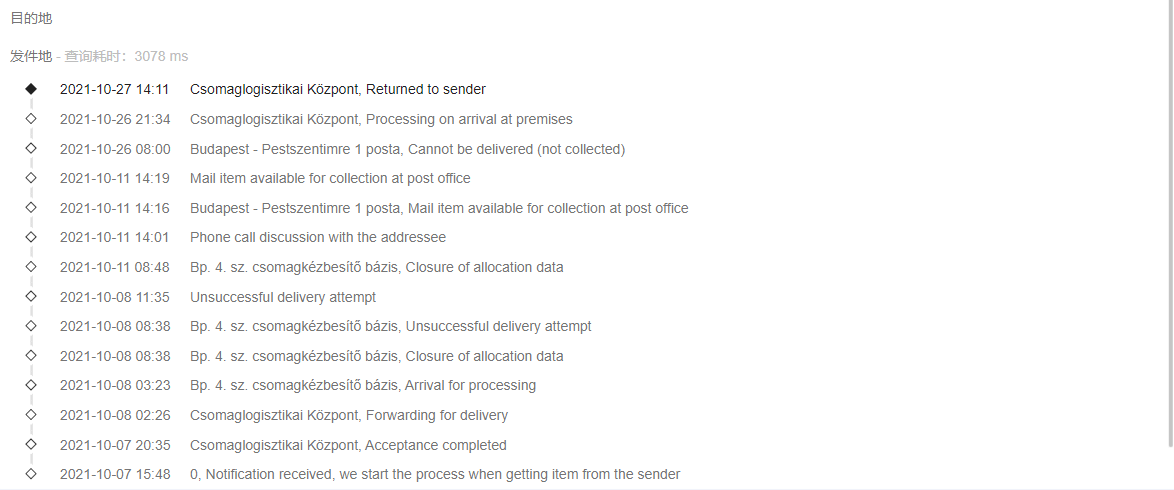 目的地
发件地 - 查询耗时：3078 ms
2021-10-27 14:11 Csomaglogisztikai Központ, Returned to sender
2021-10-26 21:34 Csomaglogisztikai Központ, Processing on arrival at premises
2021-10-26 08:00 Budapest - Pestszentimre 1 posta, Cannot be delivered (not collected)
2021-10-11 14:19 Mail item available for collection at post office
2021-10-11 14:16 Budapest - Pestszentimre 1 posta, Mail item available for collection at post office
2021-10-11 14:01 Phone call discussion with the addressee
2021-10-11 08:48 Bp. 4. sz. csomagkézbesítő bázis, Closure of allocation data
2021-10-08 11:35 Unsuccessful delivery attempt
2021-10-08 08:38 Bp. 4. sz. csomagkézbesítő bázis, Unsuccessful delivery attempt
2021-10-08 08:38 Bp. 4. sz. csomagkézbesítő bázis, Closure of allocation data
2021-10-08 03:23 Bp. 4. sz. csomagkézbesítő bázis, Arrival for processing
2021-10-08 02:26 Csomaglogisztikai Központ, Forwarding for delivery
2021-10-07 20:35 Csomaglogisztikai Központ, Acceptance completed
2021-10-07 15:48 0, Notification received, we start the process when getting item from the sender